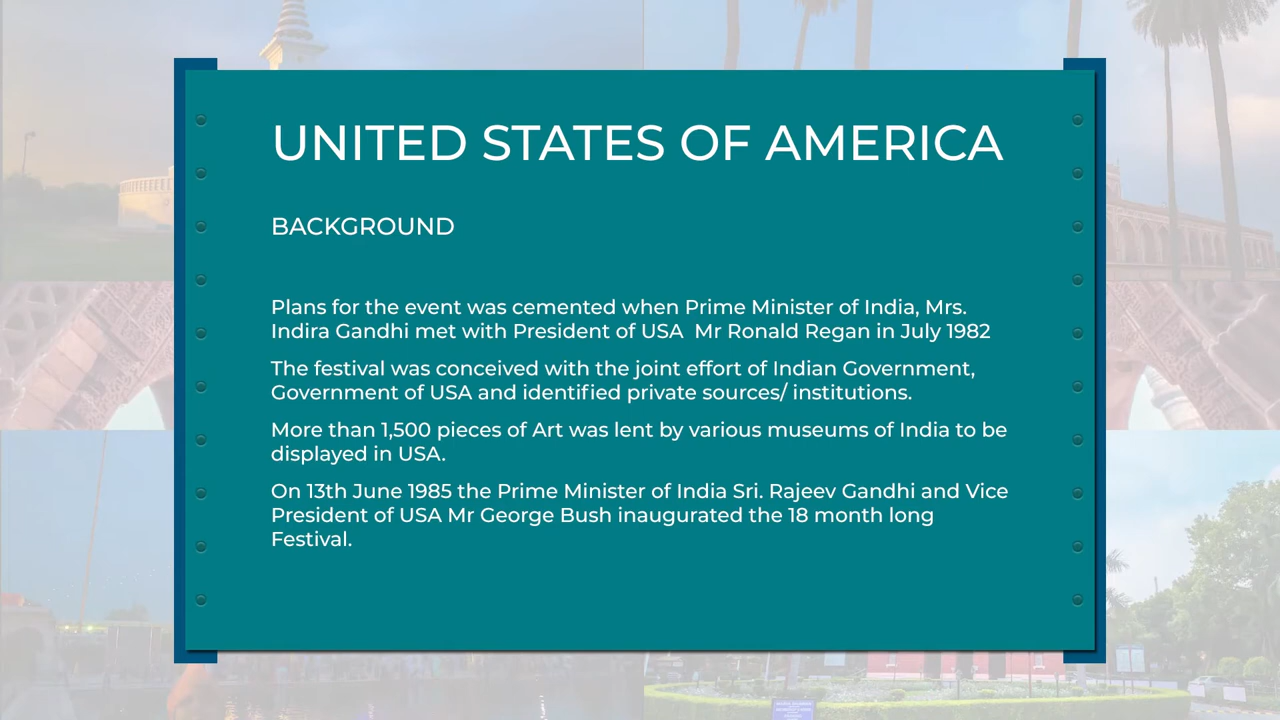 UNITED STATES OF AMERICA
BACKGROUND
Plans for the event was cemented when Prime Minister of India, Mrs.
Indira Gandhi met with President of USA  Mr Ronald Regan in July 1982
The festival was conceived with the joint effort of Indian Government,
Government of USA and identified private sources/ institutions.
More than 1,500 pieces of Art was lent by various museums of India to be
displayed in USA.
On 13th June 1985 the Prime Minister of India Sri. Rajeev Gandhi and Vice
President of USA Mr George Bush inaugurated the 18 month long
Festival.